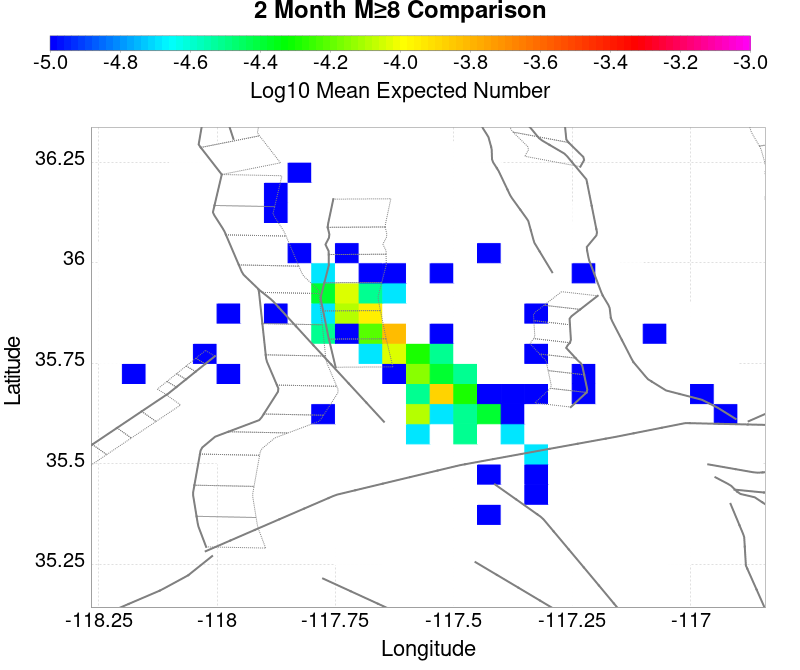 2 Month M≥8 Comparison
-5.0 -4.8 -4.6 -4.4 -4.2 -4.0 -3.8 -3.6 -3.4 -3.2 -3.0
Log10 Mean Expected Number
36.25
36
35.75
35.5
35.25
Latitude
-118.25 -118 -117.75 -117.5 -117.25 -117
Longitude